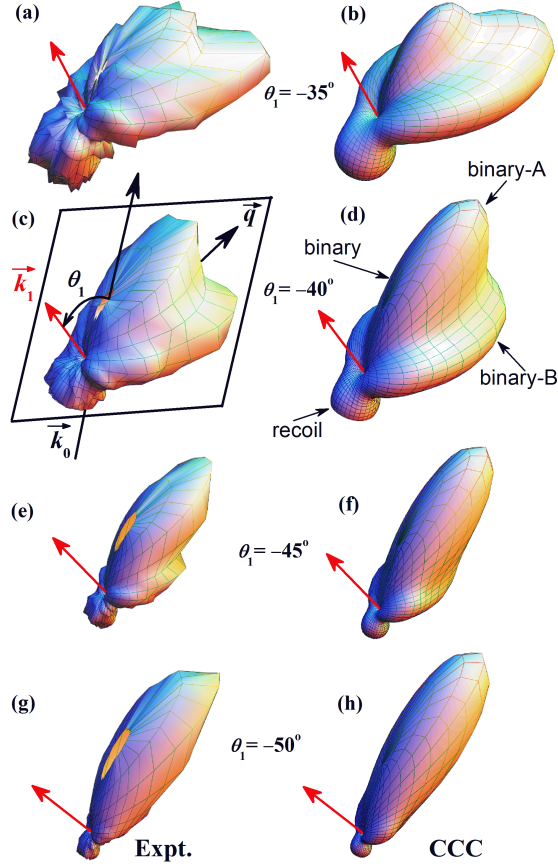 (a)
(b)
θ₁= –35°
(c)
q
(d)
binary-A
binary
k₁
θ₁
θ₁= –40°
binary-B
recoil
k₀
(e)
(f)
θ₁= –45°
(g)
(h)
θ₁= –50°
Expt.
CCC